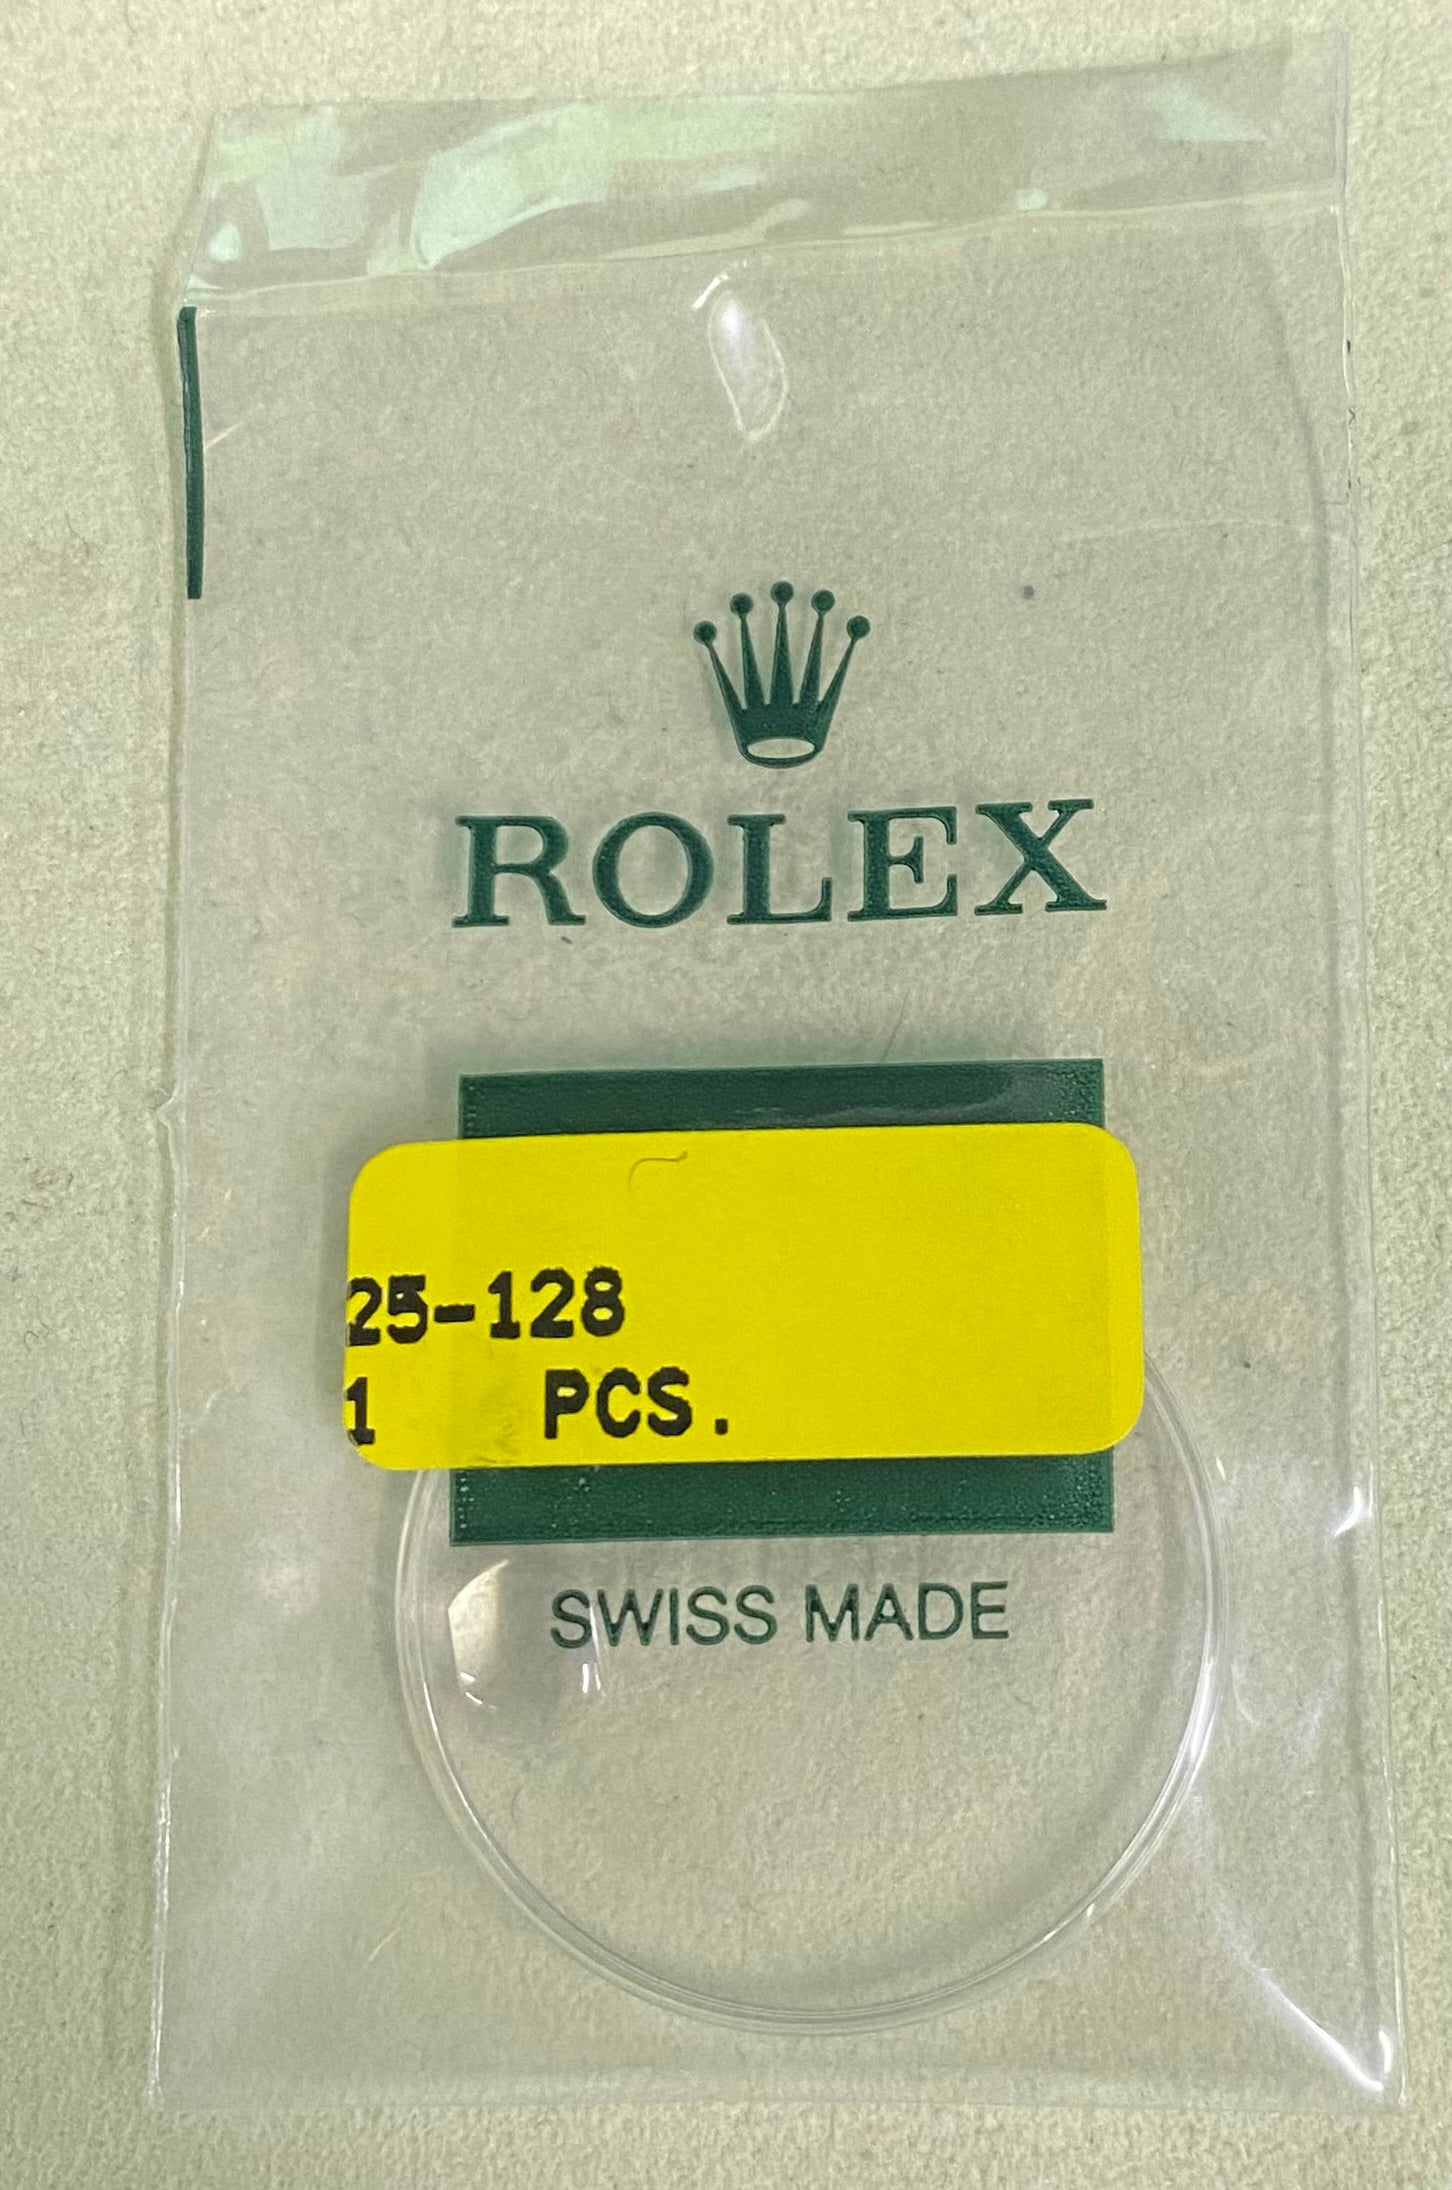 ROLEX
25-128
1 PCS.
SWISS MADE